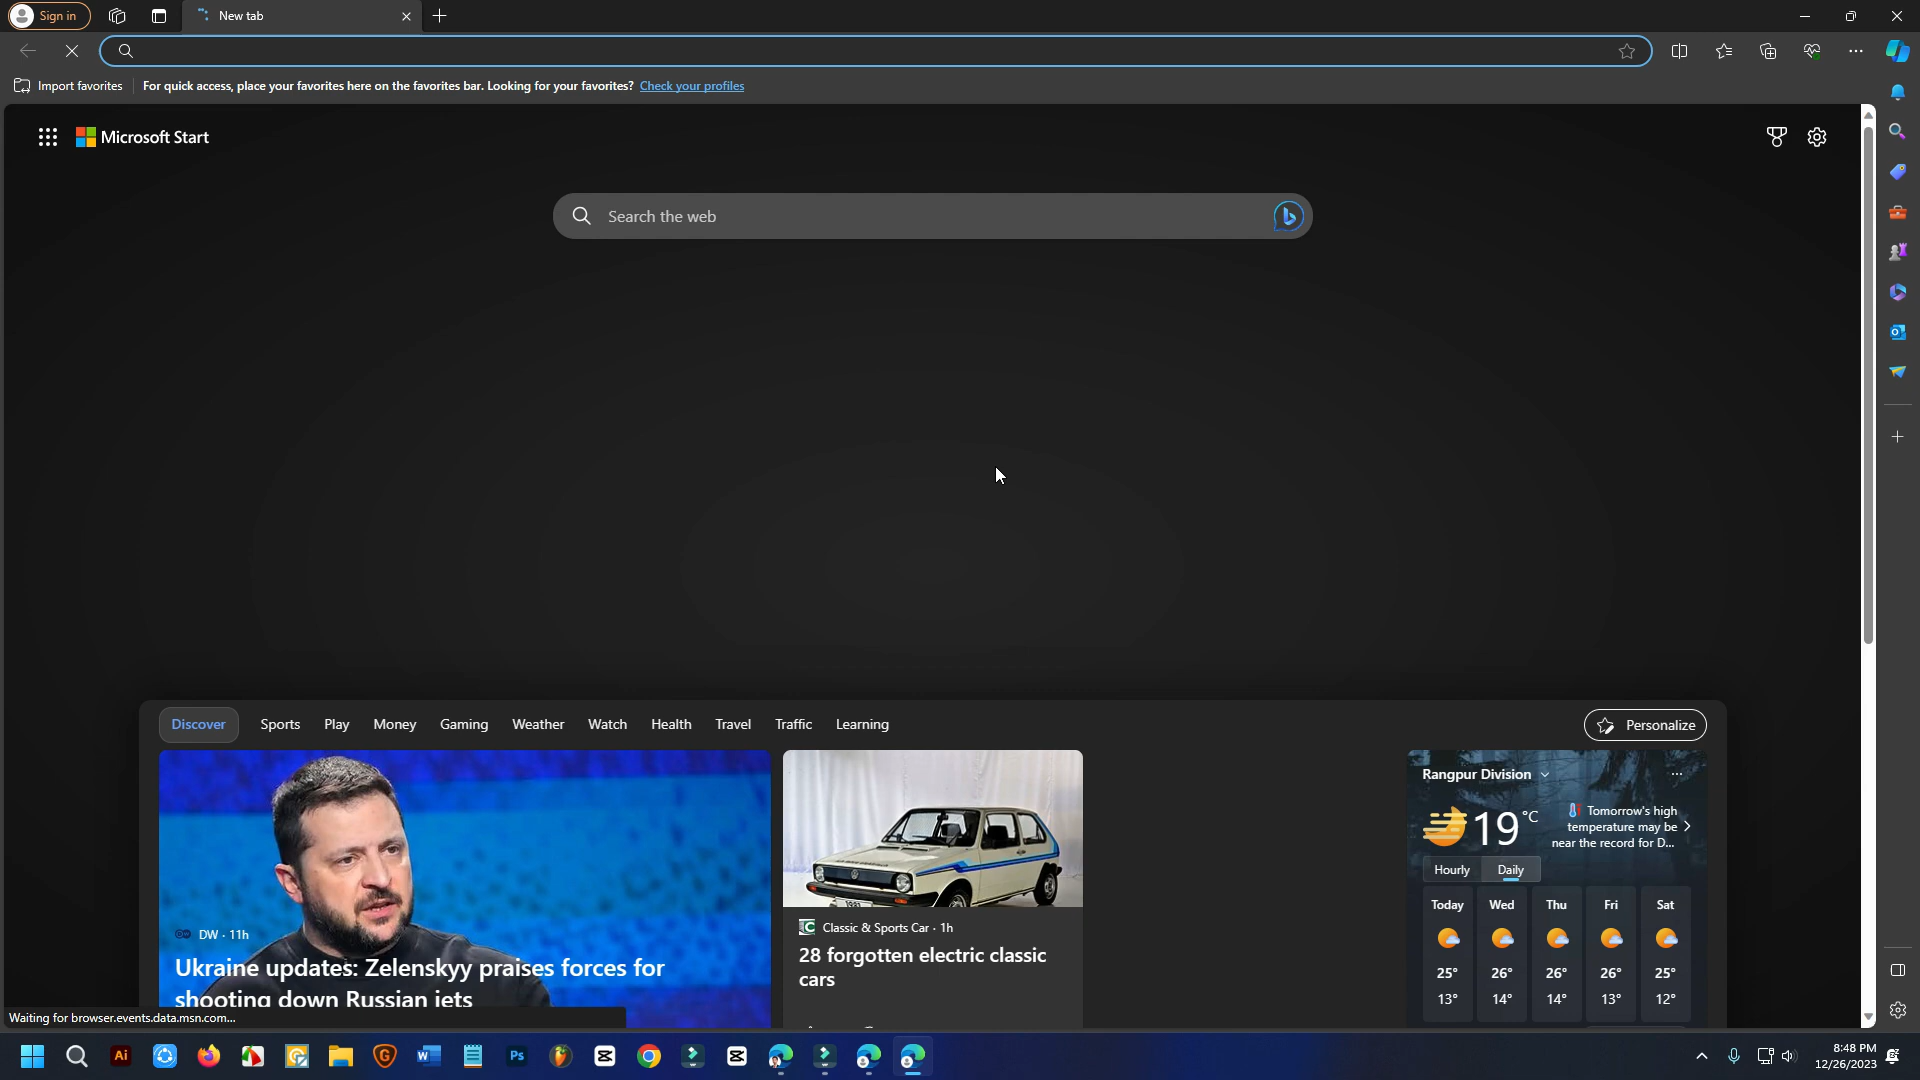 Sign in
New tab
Import favorites
For quick access, place your favorites here on the favorites bar. Looking for your favorites? Check your profiles
Microsoft Start
Search the web
Discover Sports Play Money Gaming Weather Watch Health Travel Traffic Learning
Personalize
DW · 11h
Ukraine updates: Zelenskyy praises forces for
shooting down Russian jets
1983
Classic & Sports Car · 1h
28 forgotten electric classic
cars
Rangpur Division
19 °C
Tomorrow's high
temperature may be
near the record for D...
Hourly Daily
Today Wed Thu Fri Sat
25° 26° 26° 26° 25°
13° 14° 14° 13° 12°
Waiting for browser.events.data.msn.com...
Ai
Ps
8:48 PM
12/26/2023